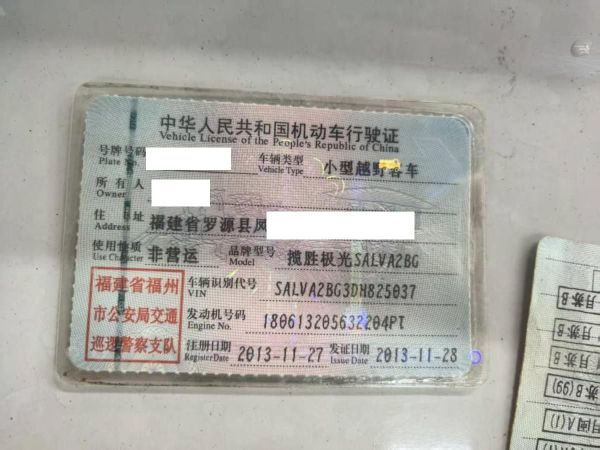 中华人民共和国机动车行驶证
Vehicle License of the People's Republic of China
号牌号码 Plate No. 车辆类型 Vehicle Type 小型越野客车
所有人 Owner
住址 Address 福建省罗源县凤
使用性质 Use Character 非营运 品牌型号 Model 揽胜极光SALVA2BG
福建省福州
市公安局交通
巡逻警察支队
车辆识别代号 VIN SALVA2BG3DH825037
发动机号码 Engine No. 180613205632204PT
注册日期 Register Date 2013-11-27 发证日期 Issue Date 2013-11-28